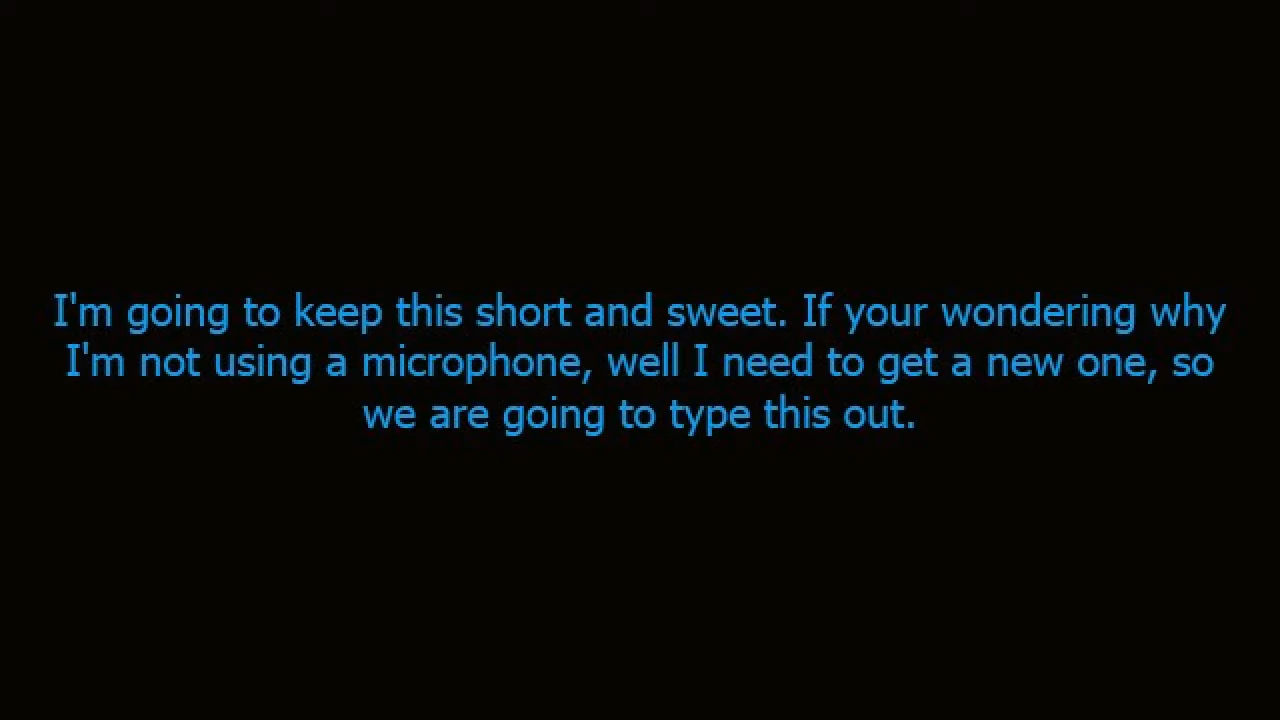 I'm going to keep this short and sweet. If your wondering why
I'm not using a microphone, well I need to get a new one, so
we are going to type this out.